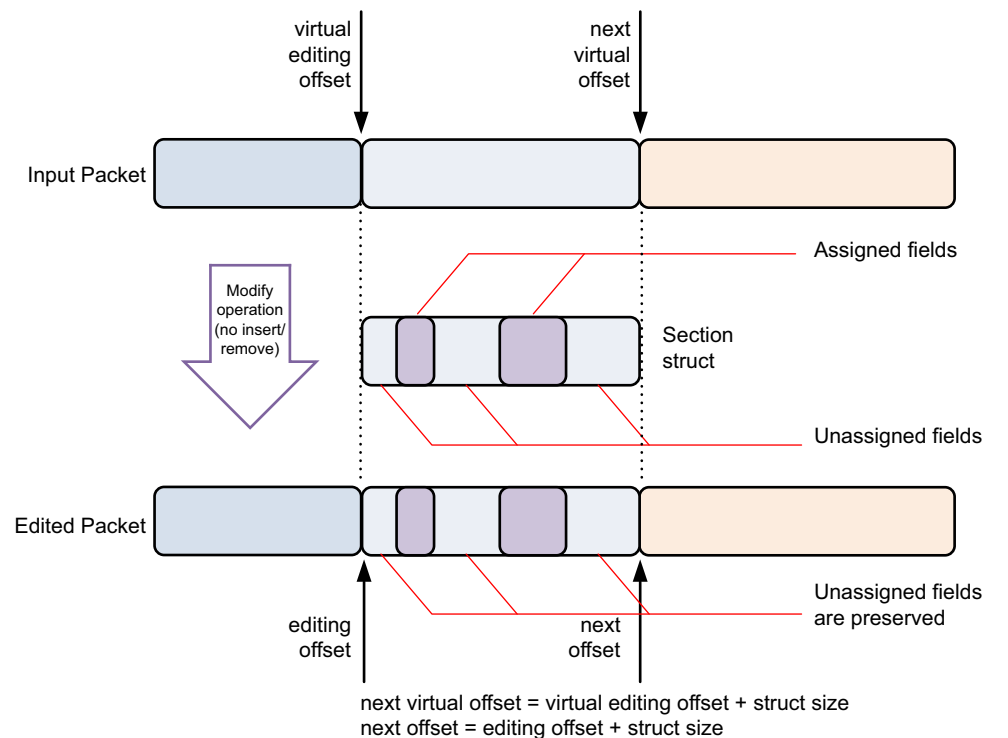 virtual
editing
offset
next
virtual
offset
Input Packet
Assigned fields
Modify
operation
(no insert/
remove)
Section
struct
Unassigned fields
Edited Packet
Unassigned fields
are preserved
editing
offset
next
offset
next virtual offset = virtual editing offset + struct size
next offset = editing offset + struct size